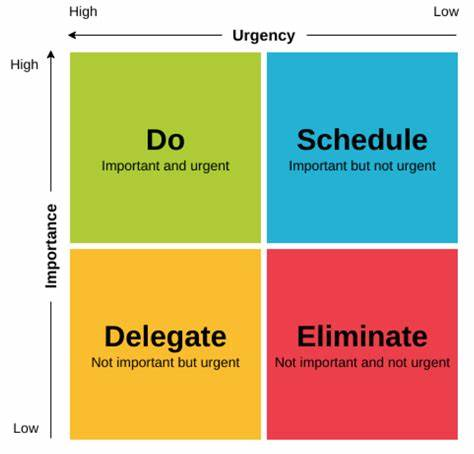 High
Low
Urgency
High
Do
Important and urgent
Schedule
Important but not urgent
Importance
Delegate
Not important but urgent
Eliminate
Not important and not urgent
Low